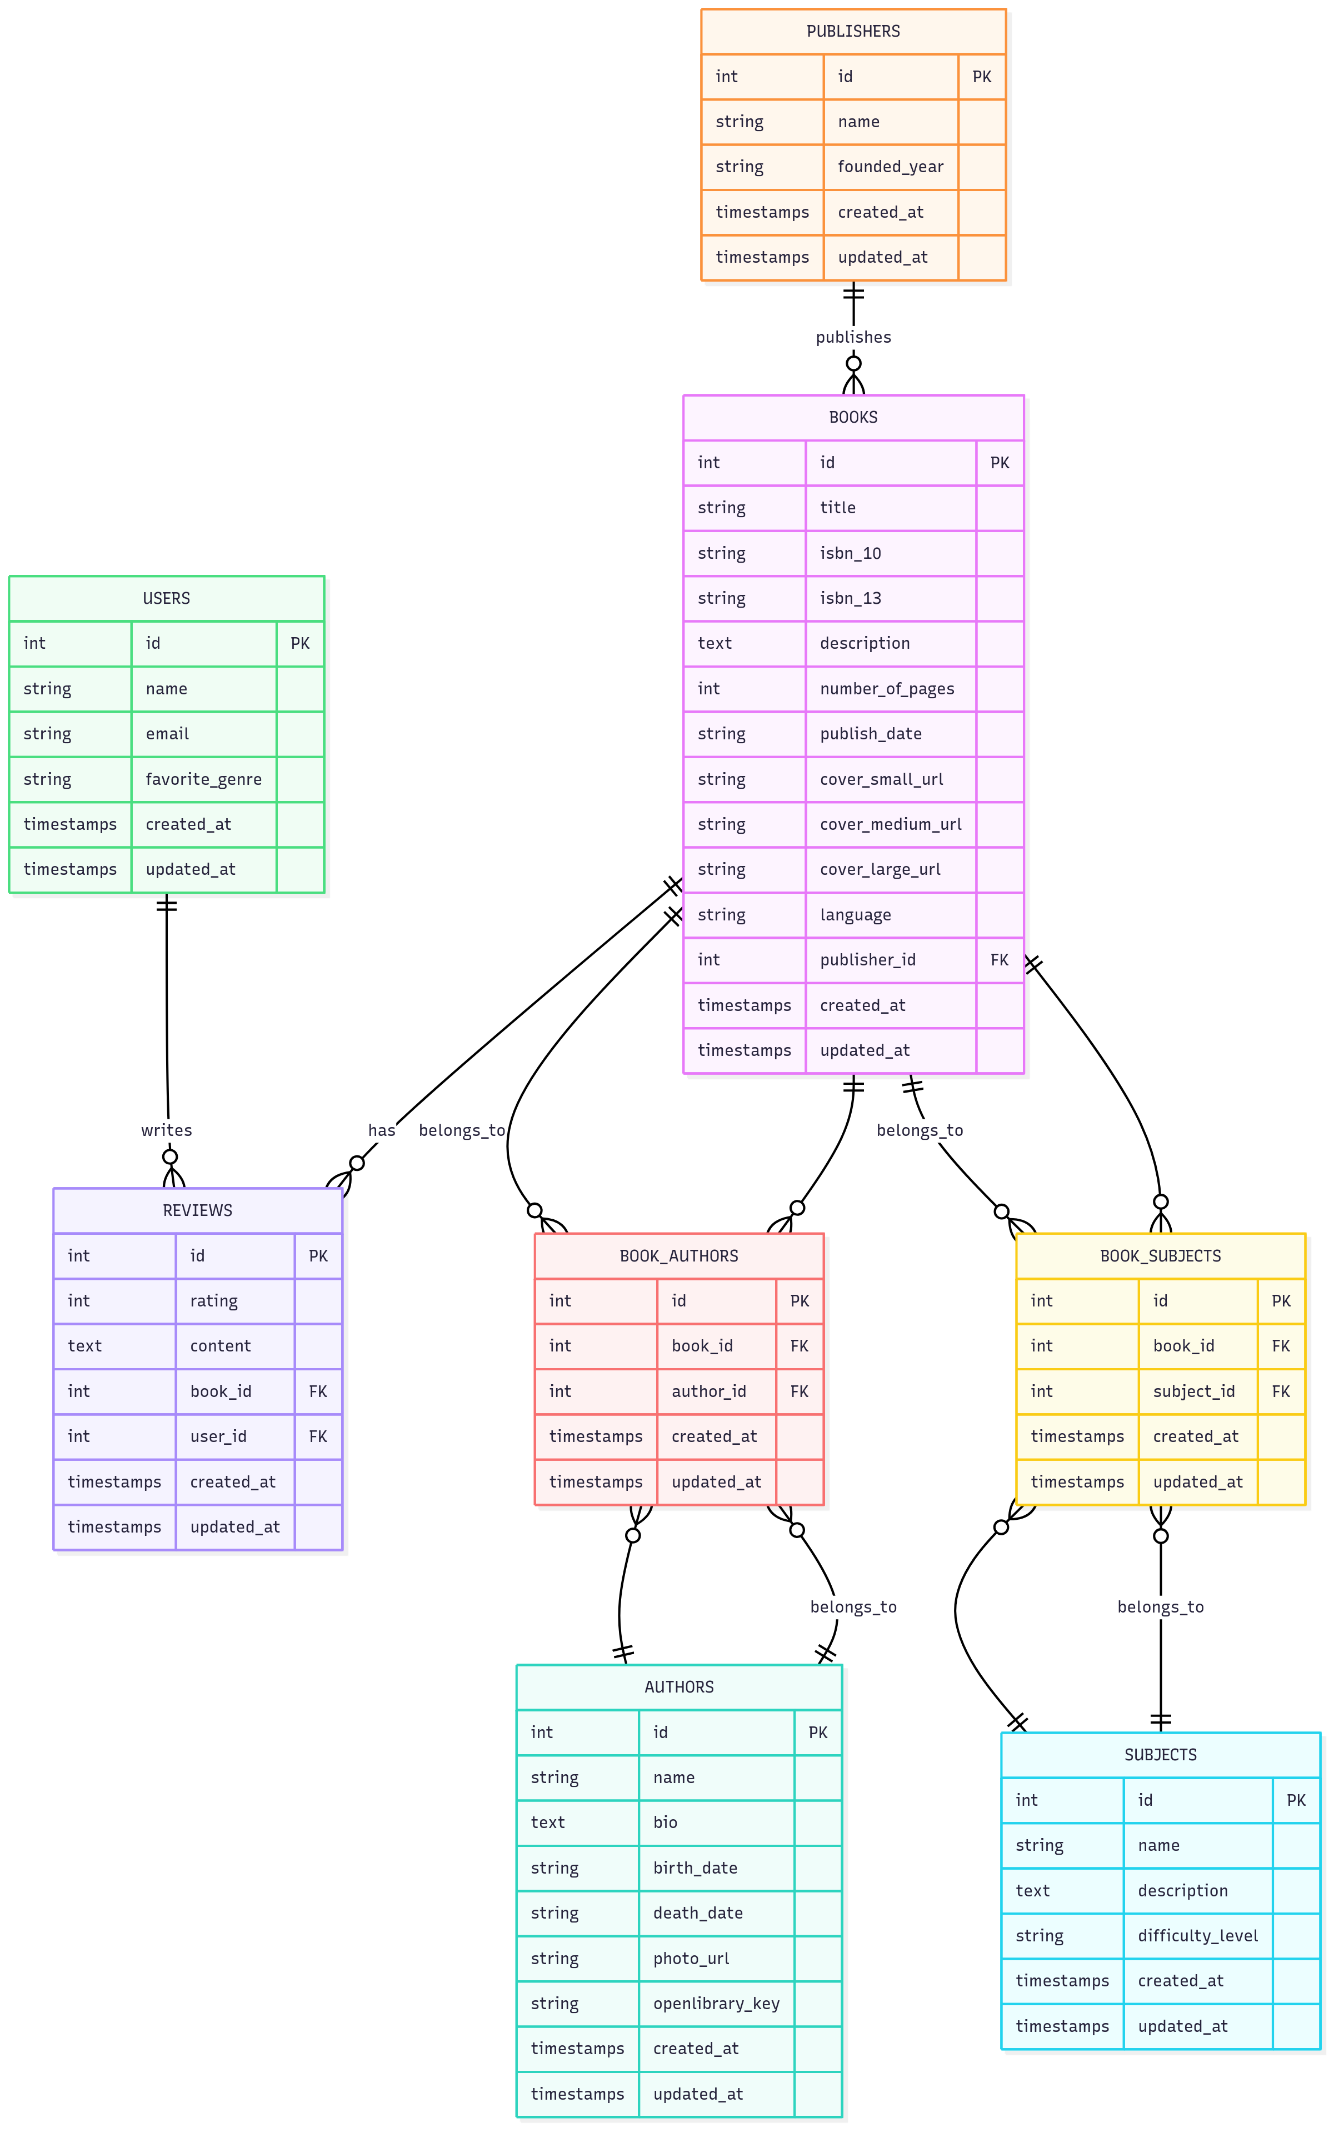 PUBLISHERS
int id PK
string name
string founded_year
timestamps created_at
timestamps updated_at
publishes
BOOKS
int id PK
string title
string isbn_10
string isbn_13
text description
int number_of_pages
string publish_date
string cover_small_url
string cover_medium_url
string cover_large_url
string language
int publisher_id FK
timestamps created_at
timestamps updated_at
USERS
int id PK
string name
string email
string favorite_genre
timestamps created_at
timestamps updated_at
writes
has
belongs_to
belongs_to
REVIEWS
int id PK
int rating
text content
int book_id FK
int user_id FK
timestamps created_at
timestamps updated_at
BOOK_AUTHORS
int id PK
int book_id FK
int author_id FK
timestamps created_at
timestamps updated_at
BOOK_SUBJECTS
int id PK
int book_id FK
int subject_id FK
timestamps created_at
timestamps updated_at
belongs_to
belongs_to
AUTHORS
int id PK
string name
text bio
string birth_date
string death_date
string photo_url
string openlibrary_key
timestamps created_at
timestamps updated_at
SUBJECTS
int id PK
string name
text description
string difficulty_level
timestamps created_at
timestamps updated_at